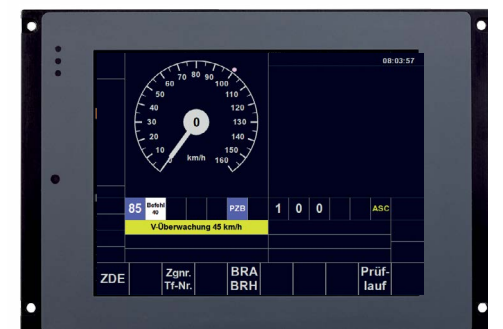 08:03:57
0 10 20 30 40 50 60 70 80 90 100 110 120 130 140 150 160
0
km/h
85 Befehl 40 PZB 1 0 0 ASC
V-Überwachung 45 km/h
ZDE Zgnr. Tf-Nr. BRA BRH Prüf-lauf